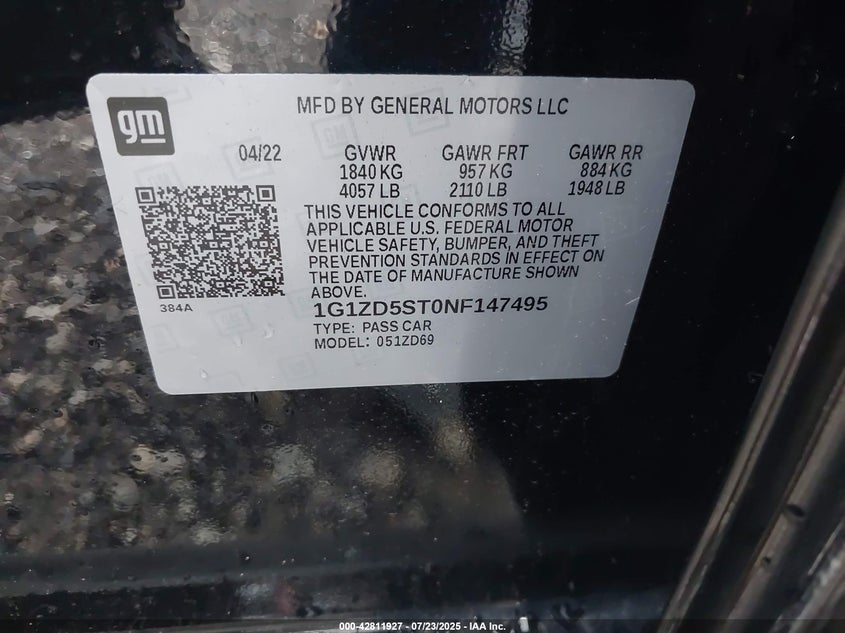 gm
MFD BY GENERAL MOTORS LLC
04/22 GVWR GAWR FRT GAWR RR
1840 KG 957 KG 884 KG
4057 LB 2110 LB 1948 LB
THIS VEHICLE CONFORMS TO ALL
APPLICABLE U.S. FEDERAL MOTOR
VEHICLE SAFETY, BUMPER, AND THEFT
PREVENTION STANDARDS IN EFFECT ON
THE DATE OF MANUFACTURE SHOWN
ABOVE.
384A
1G1ZD5ST0NF147495
TYPE: PASS CAR
MODEL: 051ZD69
000-42811927 - 07/23/2025 - IAA Inc.